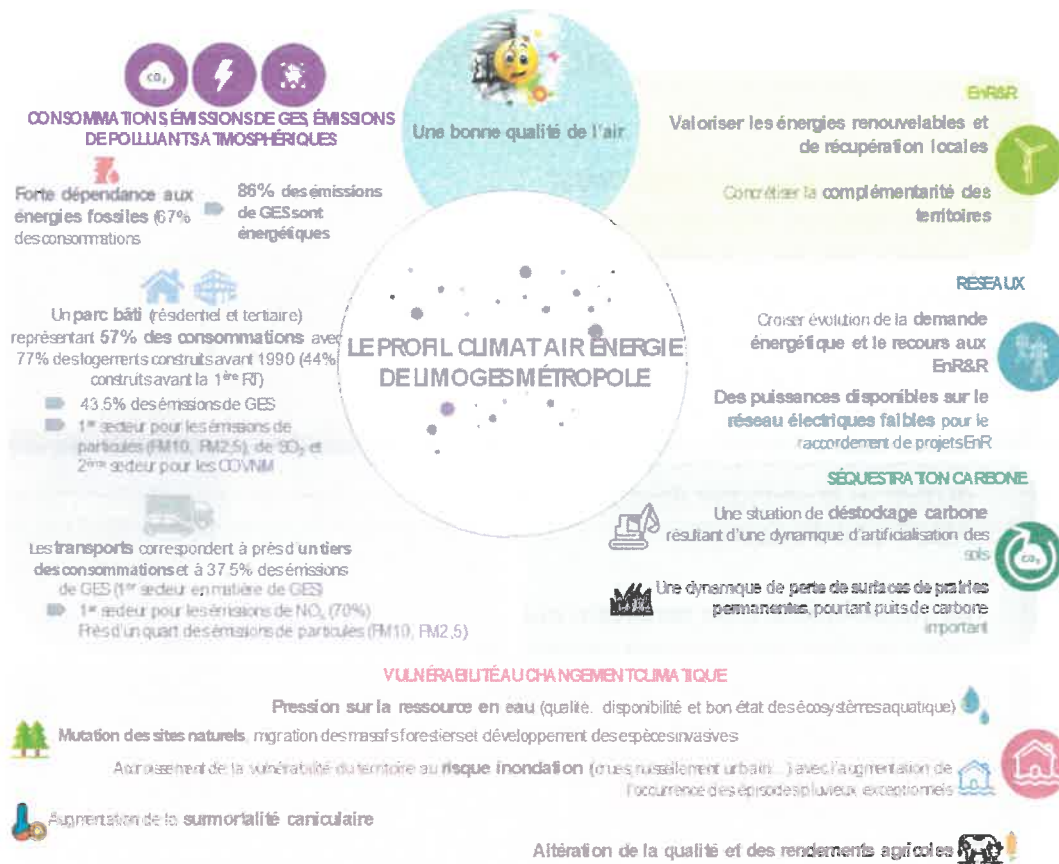 CO₂
CONSOMMATIONS, ÉMISSIONS DE GES, ÉMISSIONS
DE POLLUANTS ATMOSPHÉRIQUES
Forte dépendance aux
énergies fossiles (67%
des consommations
86% des émissions
de GES sont
énergétiques
Un parc bâti (résidentiel et tertiaire)
représentant 57% des consommations avec
77% des logements construits avant 1990 (44%
construits avant la 1ère RT)
43.5% des émissions de GES
1er secteur pour les émissions de
particules (PM10, PM2,5), de SO₂ et
2ème secteur pour les COVNM
Les transports correspondent à près d'un tiers
des consommations et à 37.5% des émissions
de GES (1er secteur en matière de GES)
1er secteur pour les émissions de NOₓ (70%)
Près d'un quart des émissions de particules (PM10, PM2,5)
Une bonne qualité de l'air
LE PROFIL CLIMAT AIR ÉNERGIE
DE LIMOGES MÉTROPOLE
EnR&R
Valoriser les énergies renouvelables et
de récupération locales
Concrétiser la complémentarité des
territoires
RÉSEAUX
Croiser évolution de la demande
énergétique et le recours aux
EnR&R
Des puissances disponibles sur le
réseau électriques faibles pour le
raccordement de projets EnR
SÉQUESTRATION CARBONE
Une situation de déstockage carbone
résultant d'une dynamique d'artificialisation des
sols
CO₂
Une dynamique de perte de surfaces de prairies
permanentes, pourtant puits de carbone
important
VULNÉRABILITÉ AU CHANGEMENT CLIMATIQUE
Pression sur la ressource en eau (qualité, disponibilité et bon état des écosystèmes aquatique)
Mutation des sites naturels, migration des massifs forestiers et développement des espèces invasives
Accroissement de la vulnérabilité du territoire au risque inondation (crues, ruissellement urbain...) avec l'augmentation de
l'occurrence des épisodes pluvieux exceptionnels
Augmentation de la surmortalité caniculaire
Altération de la qualité et des rendements agricoles